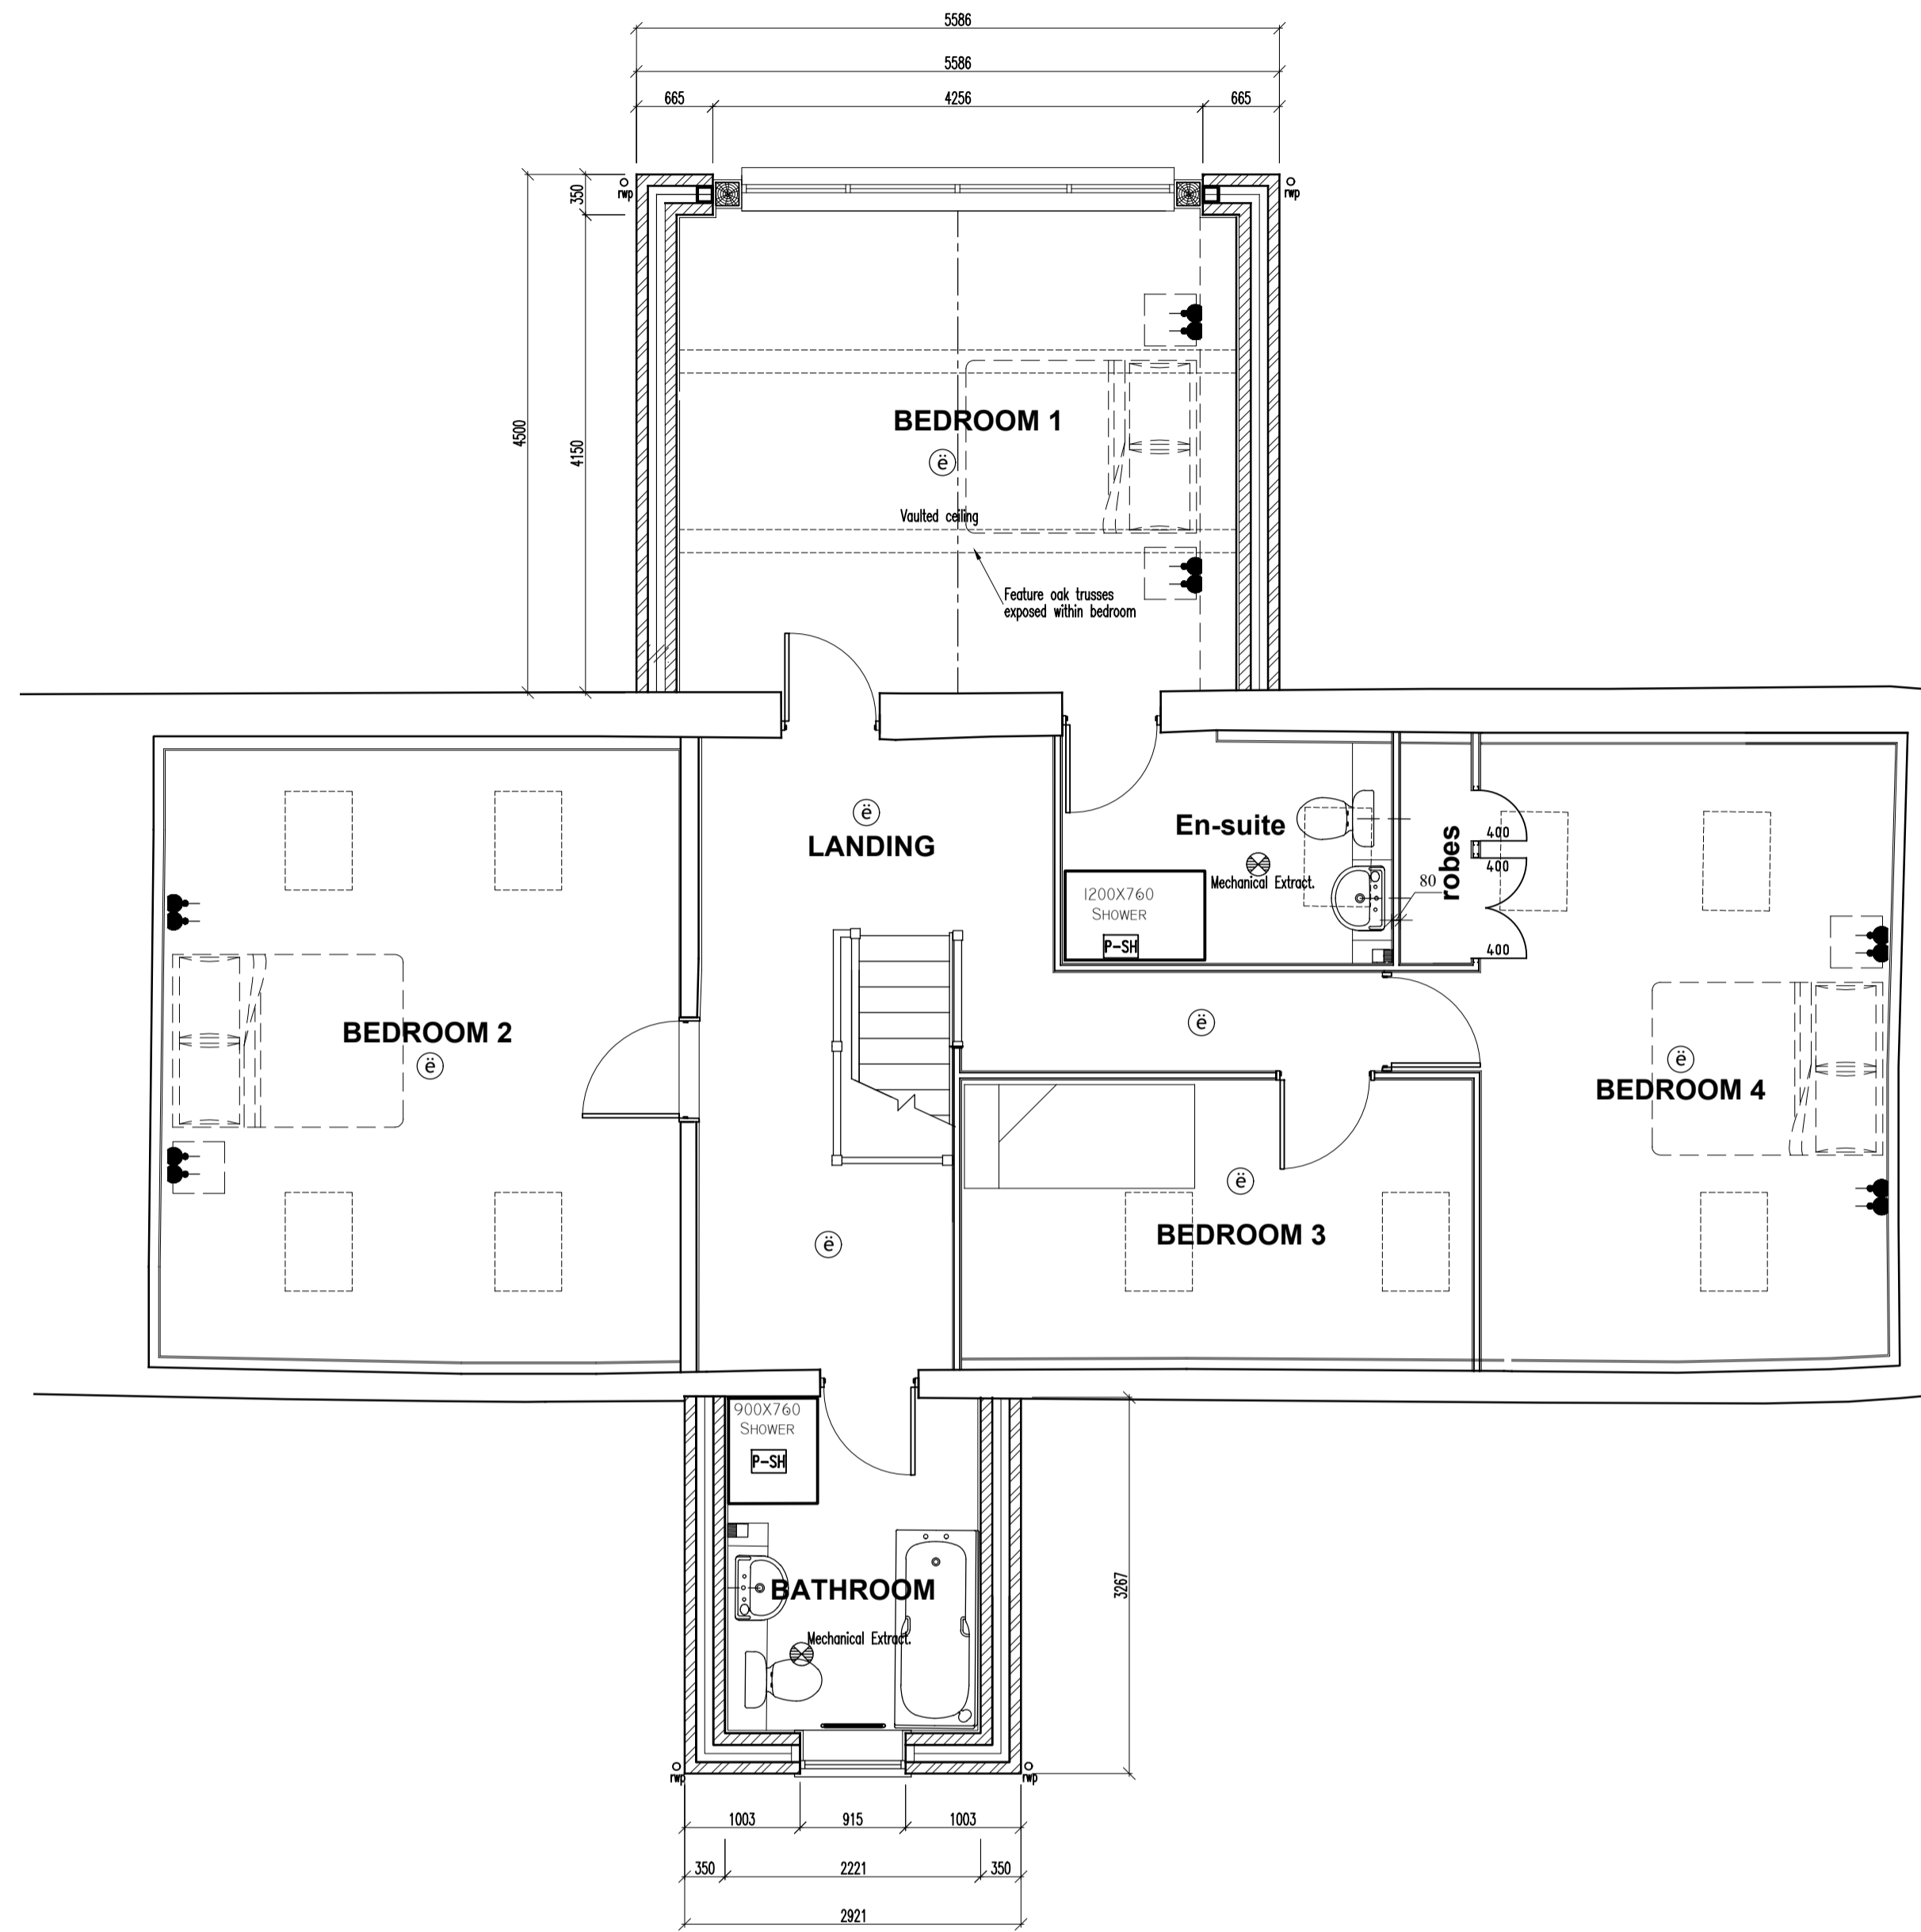 5586
5586
665 4256 665
rwp
rwp
350
4500
4150
BEDROOM 1
ë
Vaulted ceiling
Feature oak trusses
exposed within bedroom
ë
LANDING
En-suite
Mechanical Extract.
1200X760
SHOWER
P-SH
80
robes
400
400
400
BEDROOM 2
ë
ë
ë
BEDROOM 4
ë
BEDROOM 3
ë
900X760
SHOWER
P-SH
BATHROOM
Mechanical Extract.
3267
rwp
rwp
1003 915 1003
350 2221 350
2921